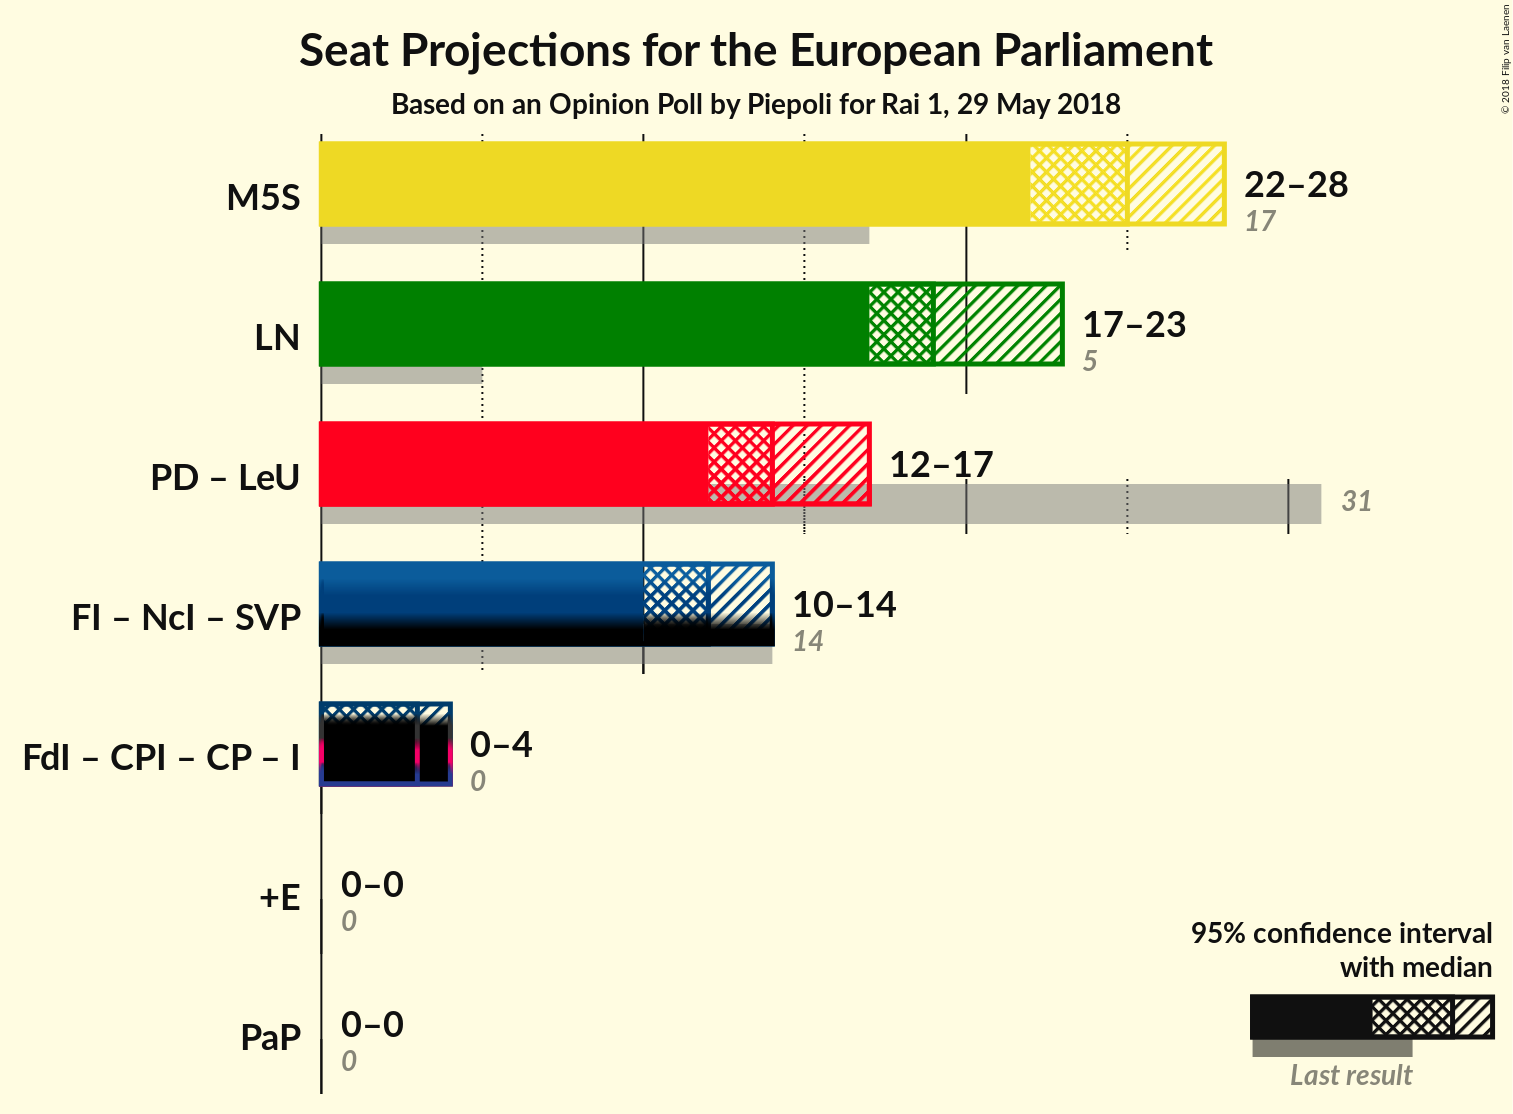 Seat Projections for the European Parliament
Based on an Opinion Poll by Piepoli for Rai 1, 29 May 2018
© 2018 Filip van Laenen
M5S
22–28
17
LN
17–23
5
PD – LeU
12–17
31
FI – NcI – SVP
10–14
14
FdI – CPI – CP – I
0–4
0
+E
0–0
0
PaP
0–0
0
95% confidence interval
with median
Last result